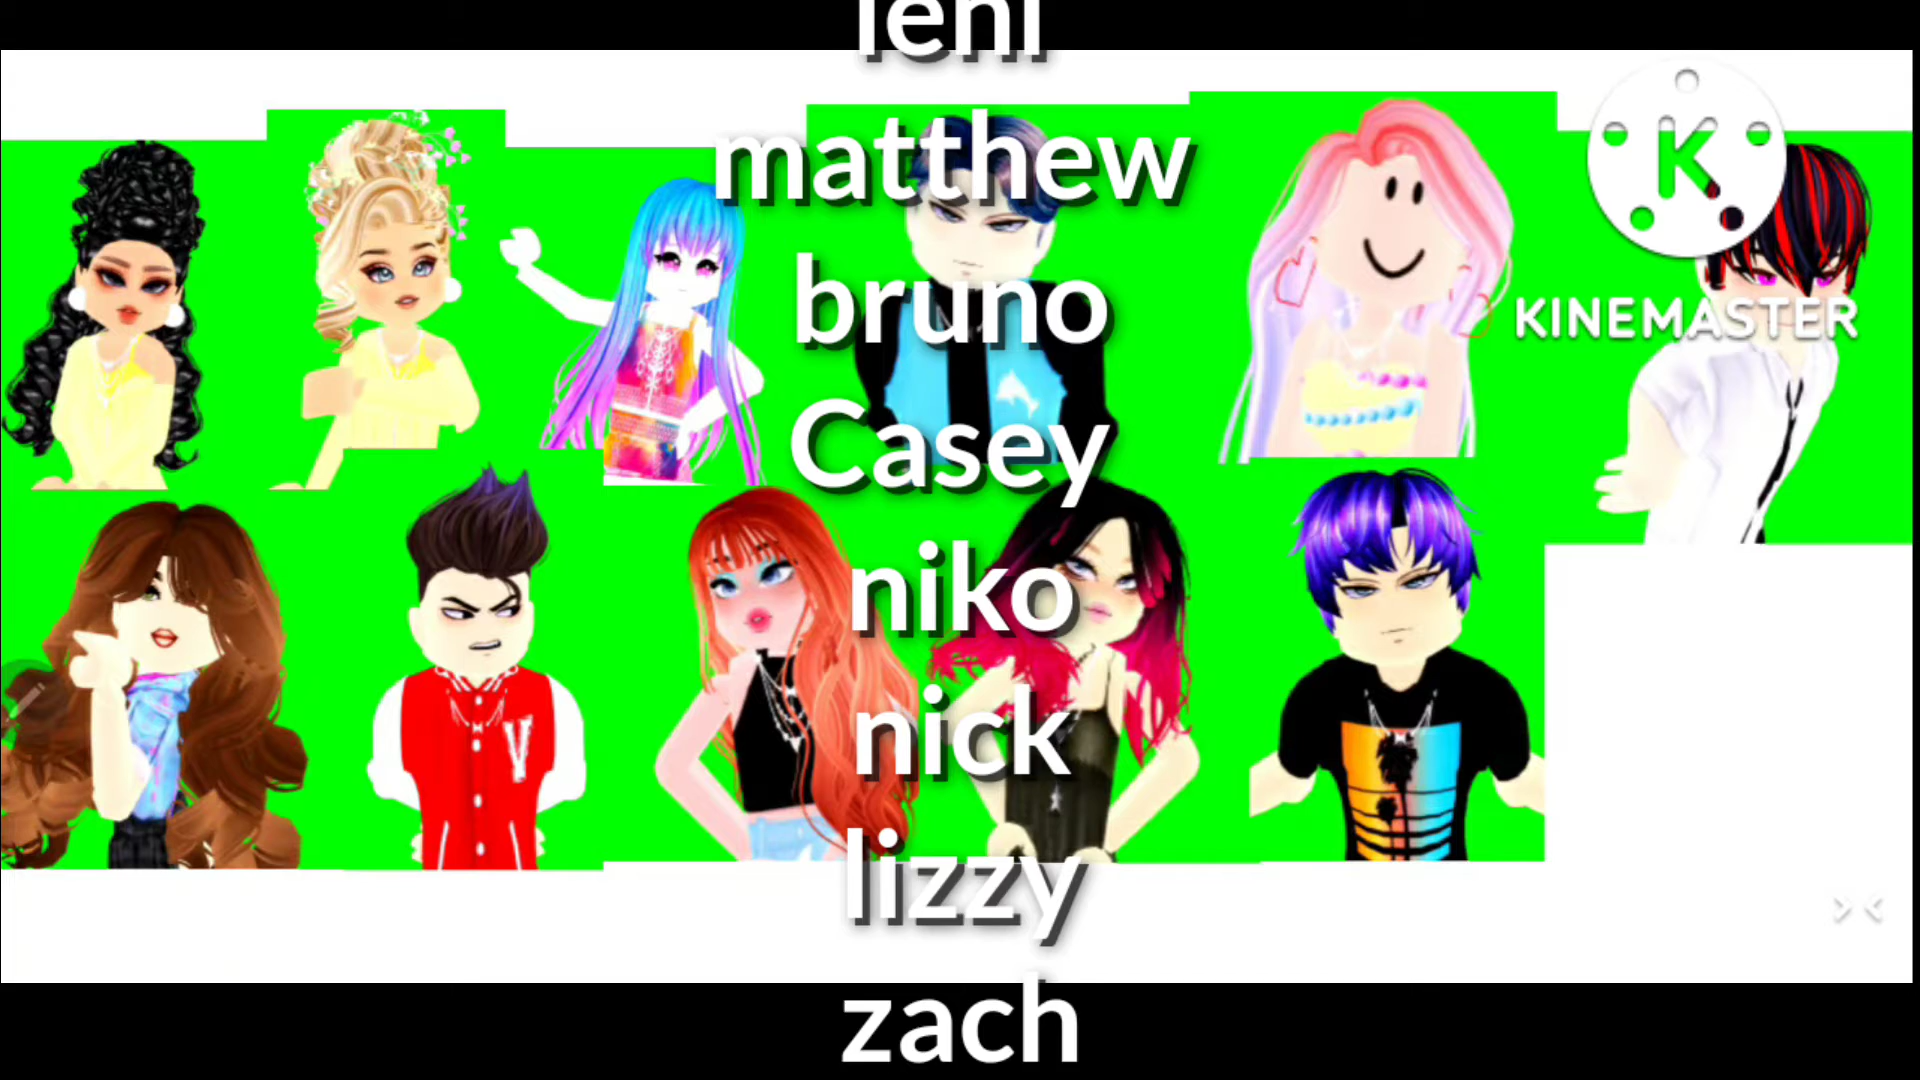 leni
matthew
bruno
Casey
niko
nick
lizzy
zach
K
KINEMASTER
V